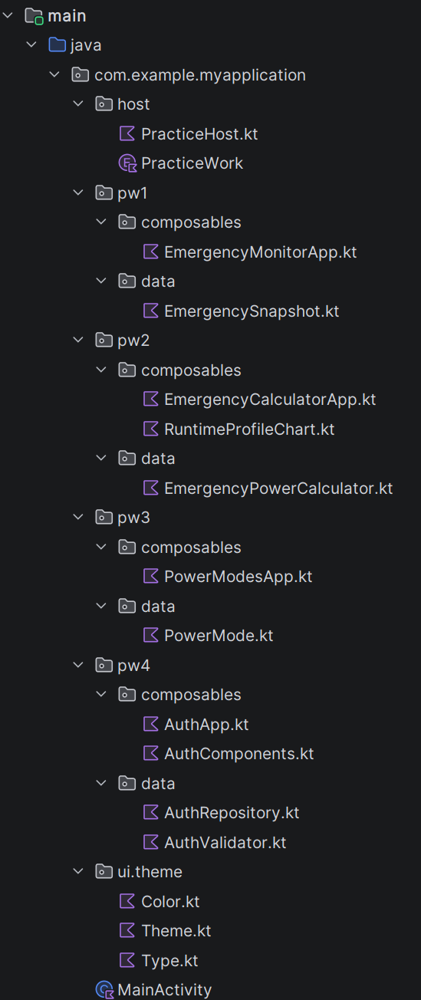 main
java
com.example.myapplication
host
PracticeHost.kt
PracticeWork
pw1
composables
EmergencyMonitorApp.kt
data
EmergencySnapshot.kt
pw2
composables
EmergencyCalculatorApp.kt
RuntimeProfileChart.kt
data
EmergencyPowerCalculator.kt
pw3
composables
PowerModesApp.kt
data
PowerMode.kt
pw4
composables
AuthApp.kt
AuthComponents.kt
data
AuthRepository.kt
AuthValidator.kt
ui.theme
Color.kt
Theme.kt
Type.kt
MainActivity